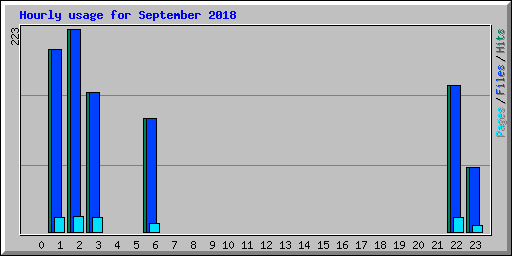 Hourly usage for September 2018
223
Pages/Files/Hits
0 1 2 3 4 5 6 7 8 9 10 11 12 13 14 15 16 17 18 19 20 21 22 23